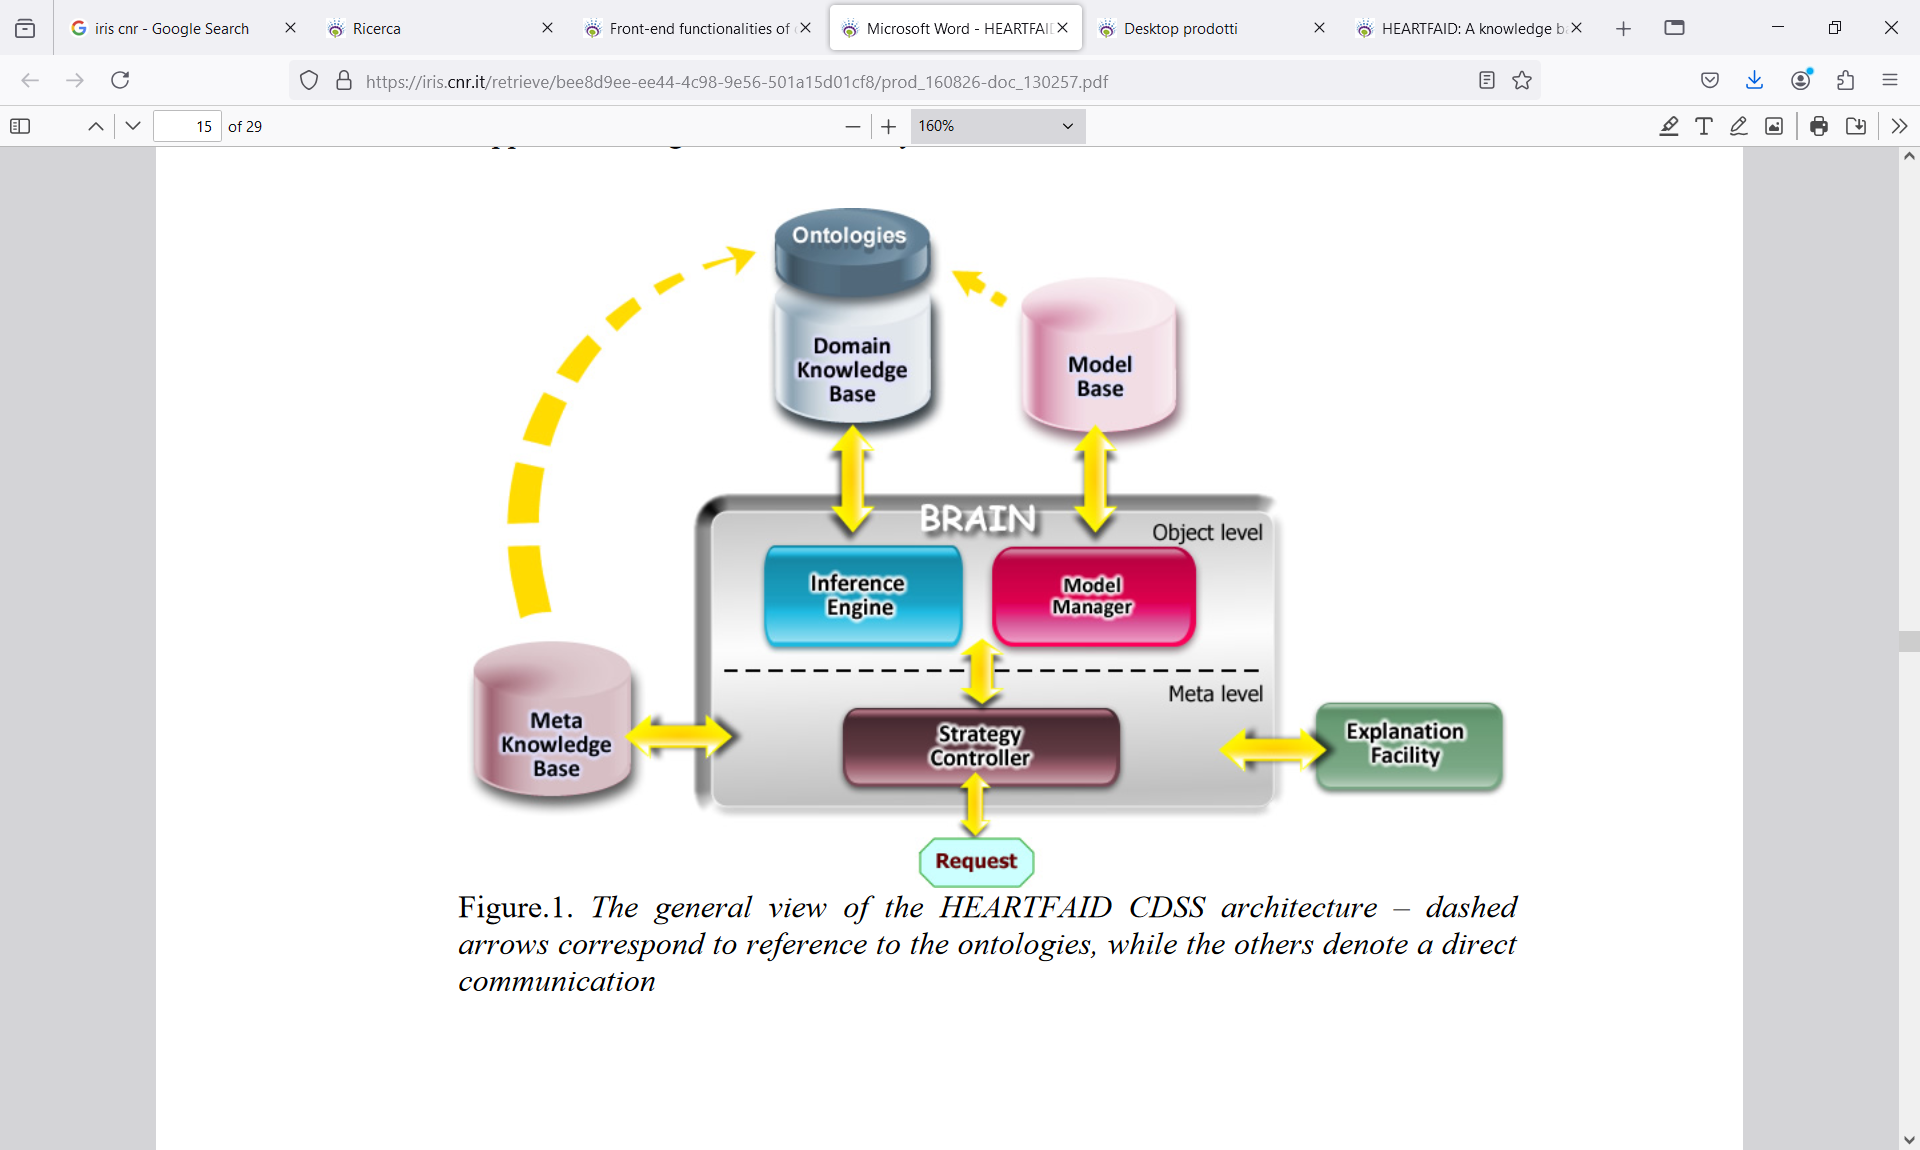 iris cnr - Google Search
Ricerca
Front-end functionalities of
Microsoft Word - HEARTFAID
Desktop prodotti
HEARTFAID: A knowledge b
https://iris.cnr.it/retrieve/bee8d9ee-ee44-4c98-9e56-501a15d01cf8/prod_160826-doc_130257.pdf
15 of 29
160%
Ontologies
Domain
Knowledge
Base
Model
Base
BRAIN
Object level
Inference
Engine
Model
Manager
Meta level
Meta
Knowledge
Base
Strategy
Controller
Explanation
Facility
Request
Figure.1. The general view of the HEARTFAID CDSS architecture – dashed
arrows correspond to reference to the ontologies, while the others denote a direct
communication